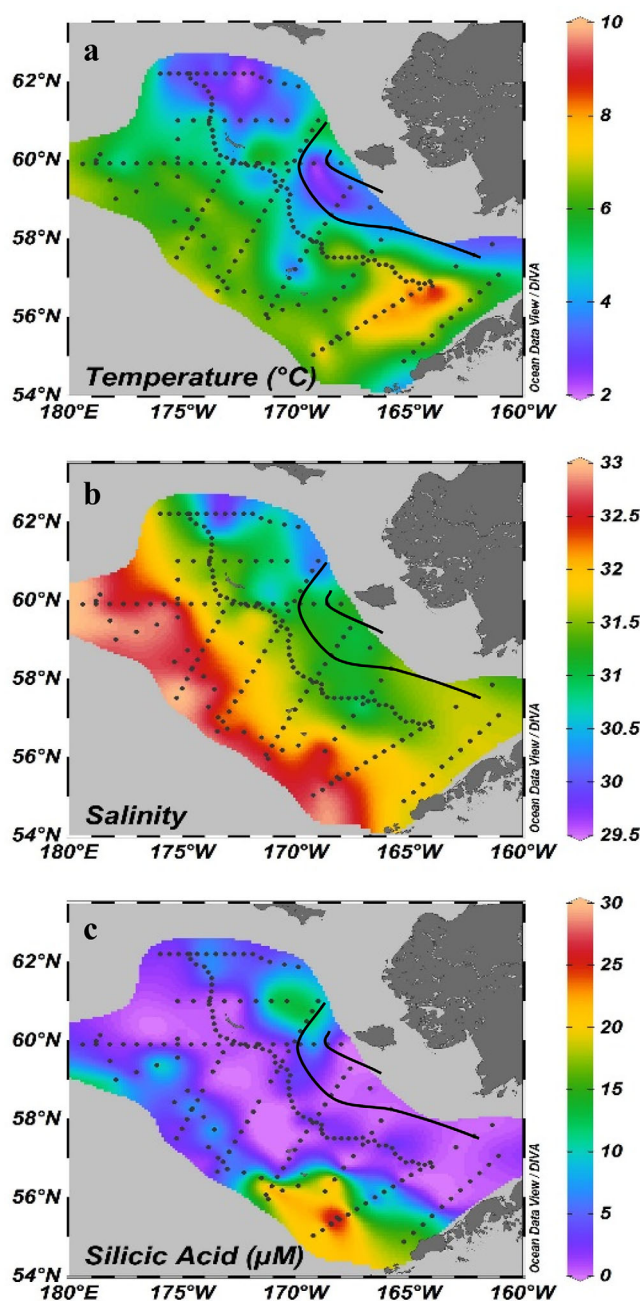 a
62°N
60°N
58°N
56°N
54°N
180°E 175°W 170°W 165°W 160°W
Temperature (°C)
Ocean Data View / DIVA
10
8
6
4
2
b
62°N
60°N
58°N
56°N
54°N
180°E 175°W 170°W 165°W 160°W
Salinity
Ocean Data View / DIVA
33
32.5
32
31.5
31
30.5
30
29.5
c
62°N
60°N
58°N
56°N
54°N
180°E 175°W 170°W 165°W 160°W
Silicic Acid (µM)
Ocean Data View / DIVA
30
25
20
15
10
5
0